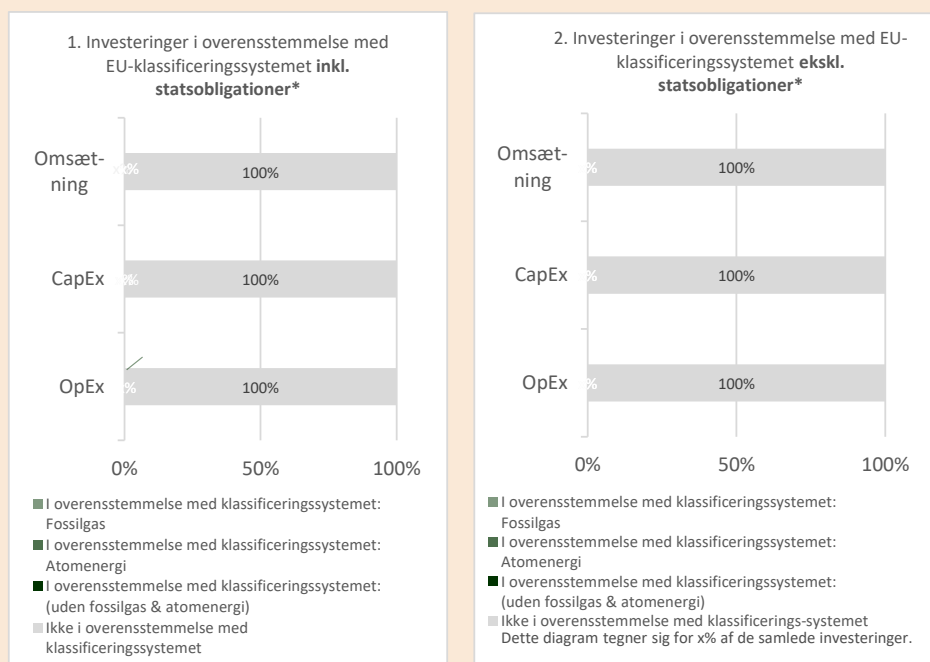 1. Investeringer i overensstemmelse med
EU-klassificeringssystemet inkl.
statsobligationer*
Omsæt-
ning
100%
CapEx
100%
OpEx
100%
0%
50%
100%
I overensstemmelse med klassificeringssystemet:
Fossilgas
I overensstemmelse med klassificeringssystemet:
Atomenergi
I overensstemmelse med klassificeringssystemet:
(uden fossilgas & atomenergi)
Ikke i overensstemmelse med
klassificeringssystemet
2. Investeringer i overensstemmelse med EU-
klassificeringssystemet ekskl.
statsobligationer*
Omsæt-
ning
%
100%
CapEx
%
100%
OpEx
%
100%
0%
50%
100%
I overensstemmelse med klassificeringssystemet:
Fossilgas
I overensstemmelse med klassificeringssystemet:
Atomenergi
I overensstemmelse med klassificeringssystemet:
(uden fossilgas & atomenergi)
Ikke i overensstemmelse med klassificerings-systemet
Dette diagram tegner sig for x% af de samlede investeringer.